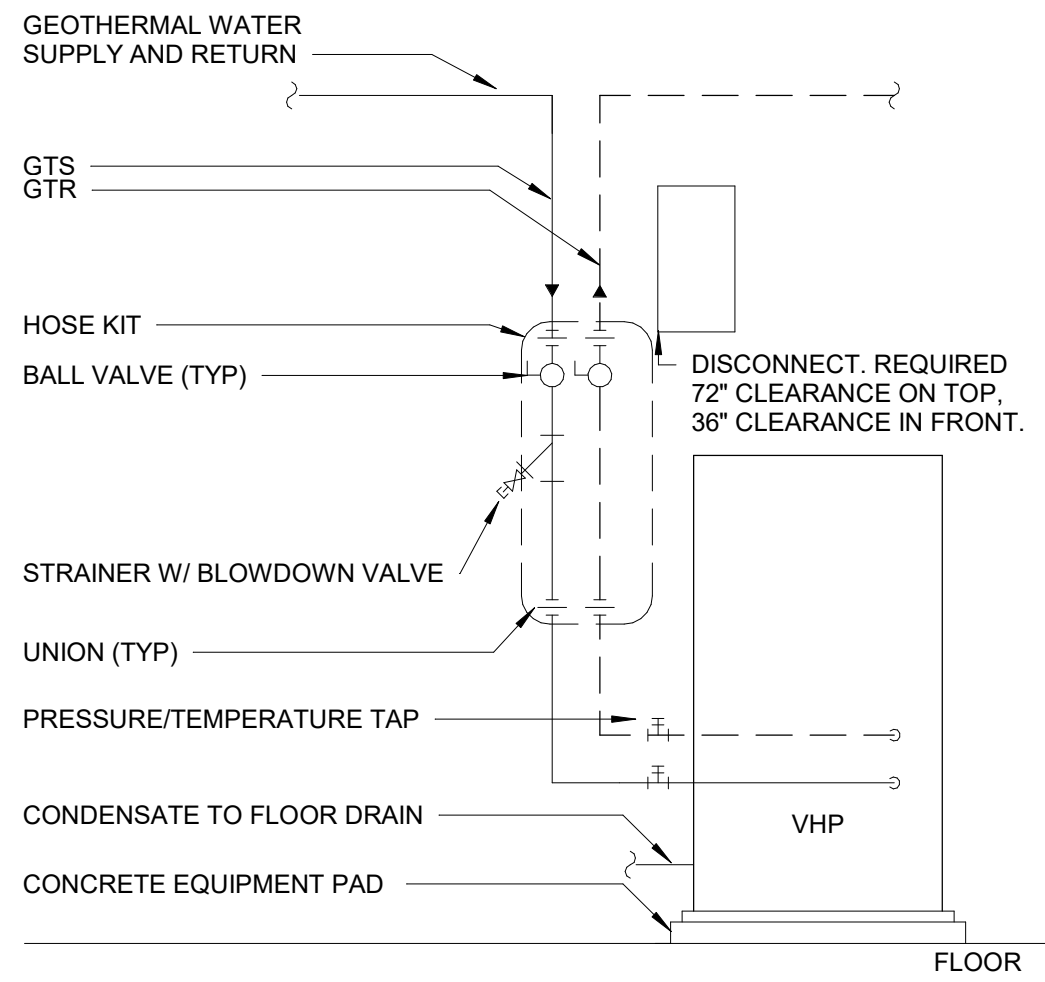 GEOTHERMAL WATER
SUPPLY AND RETURN
GTS
GTR
HOSE KIT
BALL VALVE (TYP)
DISCONNECT. REQUIRED
72" CLEARANCE ON TOP,
36" CLEARANCE IN FRONT.
STRAINER W/ BLOWDOWN VALVE
UNION (TYP)
PRESSURE/TEMPERATURE TAP
CONDENSATE TO FLOOR DRAIN
VHP
CONCRETE EQUIPMENT PAD
FLOOR